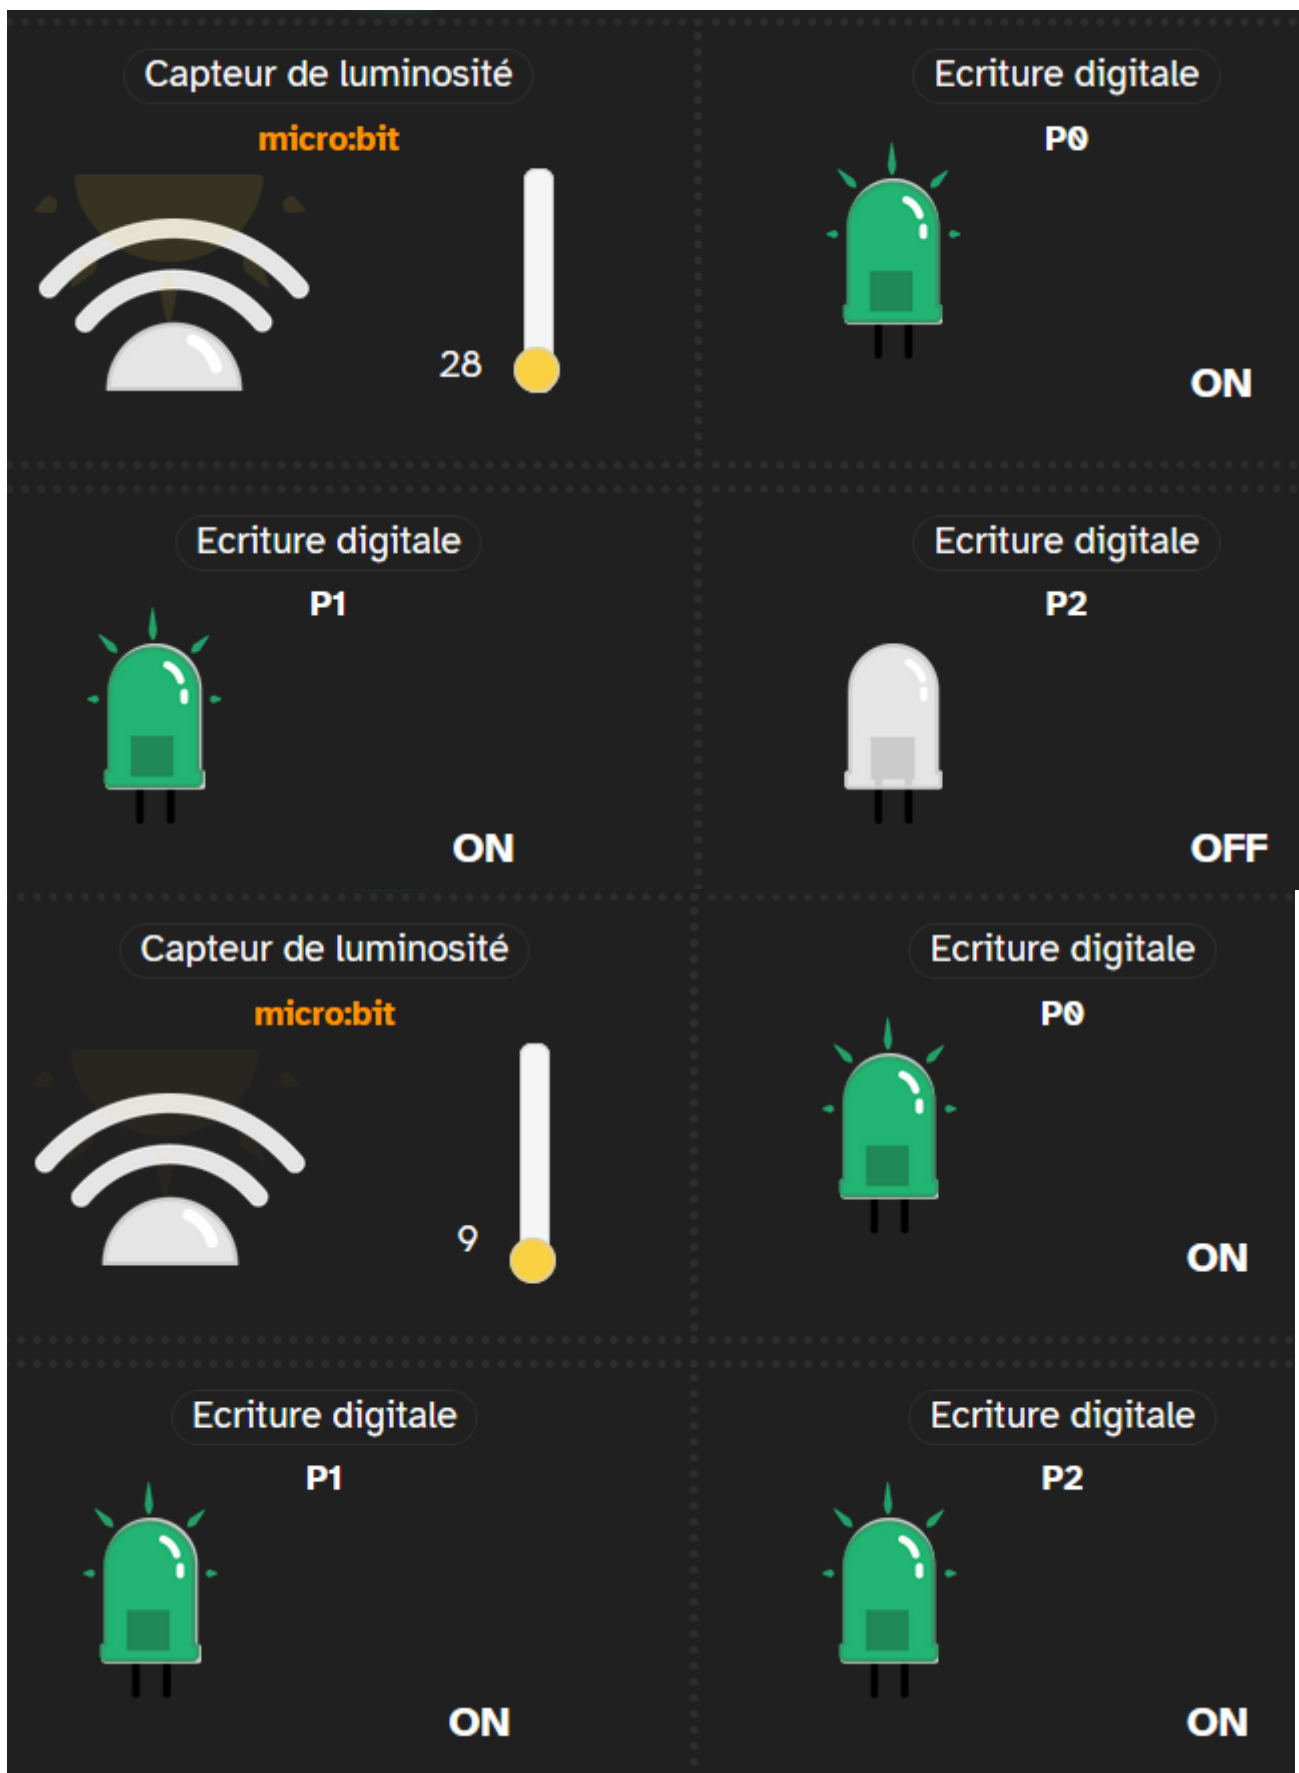 Capteur de luminosité
micro:bit
28
Ecriture digitale
P0
ON
Ecriture digitale
P1
ON
Ecriture digitale
P2
OFF
Capteur de luminosité
micro:bit
9
Ecriture digitale
P0
ON
Ecriture digitale
P1
ON
Ecriture digitale
P2
ON